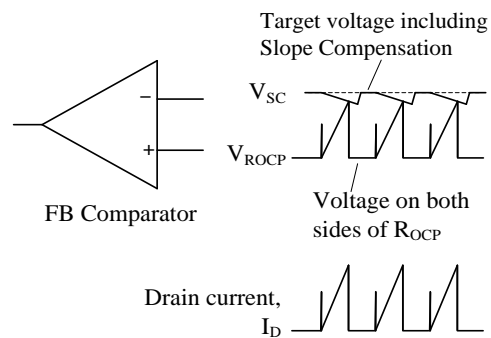 Target voltage including
Slope Compensation
V_SC
−
+
V_ROCP
FB Comparator
Voltage on both
sides of R_OCP
Drain current,
I_D